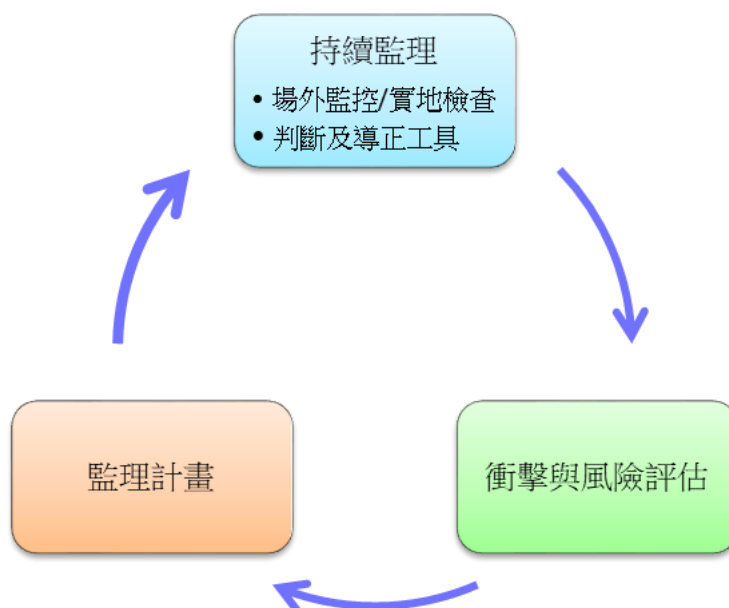 持續監理
• 場外監控/實地檢查
• 判斷及導正工具
監理計畫
衝擊與風險評估